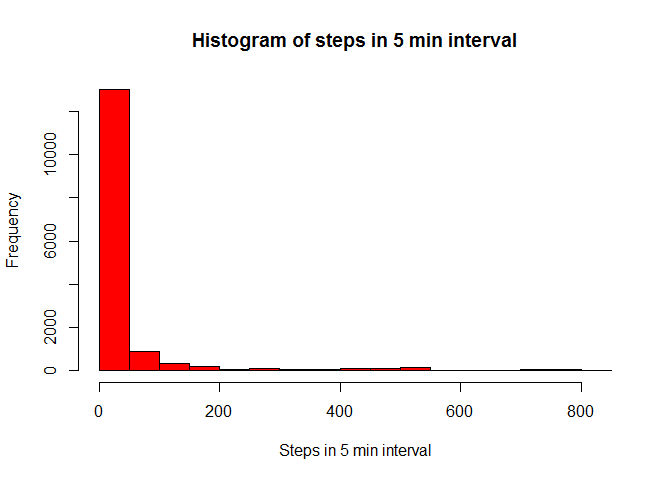 Histogram of steps in 5 min interval
Frequency
10000
6000
2000
0
0 200 400 600 800
Steps in 5 min interval